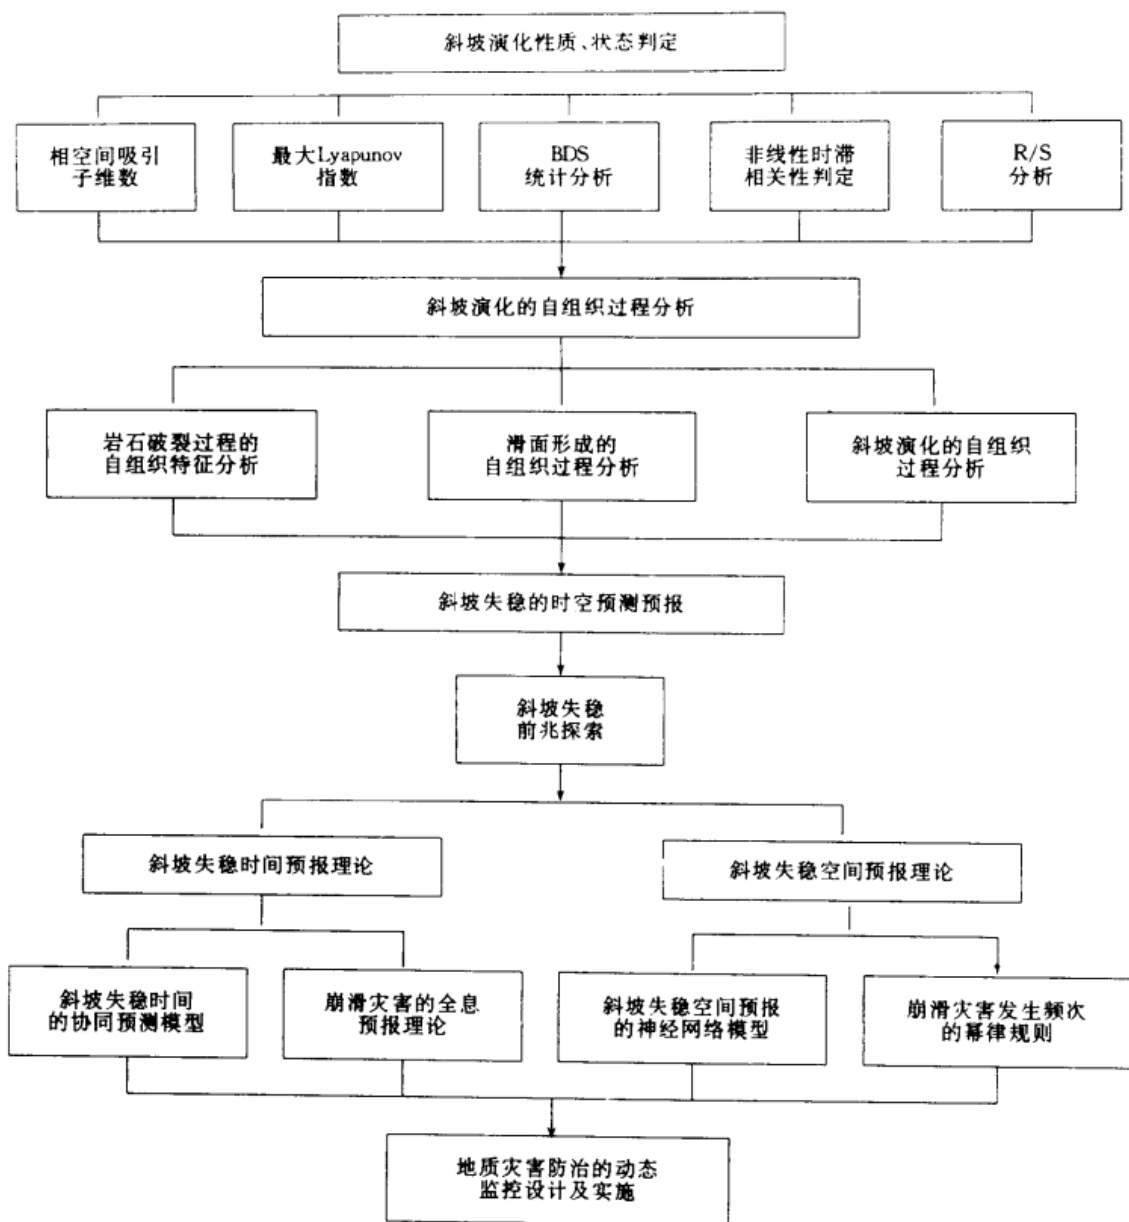 斜坡演化性质、状态判定
相空间吸引
子维数
最大Lyapunov
指数
BDS
统计分析
非线性时滞
相关性判定
R/S
分析
斜坡演化的自组织过程分析
岩石破裂过程的
自组织特征分析
滑面形成的
自组织过程分析
斜坡演化的自组织
过程分析
斜坡失稳的时空预测预报
斜坡失稳
前兆探索
斜坡失稳时间预报理论
斜坡失稳空间预报理论
斜坡失稳时间
的协同预测模型
崩滑灾害的全息
预报理论
斜坡失稳空间预报
的神经网络模型
崩滑灾害发生频次
的幂律规则
地质灾害防治的动态
监控设计及实施